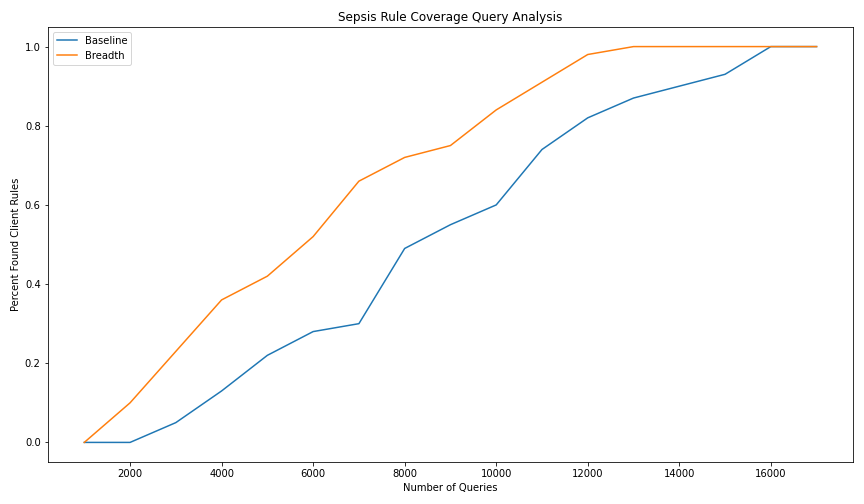 Sepsis Rule Coverage Query Analysis
Baseline
Breadth
1.0
0.8
0.6
0.4
0.2
0.0
Percent Found Client Rules
2000 4000 6000 8000 10000 12000 14000 16000
Number of Queries